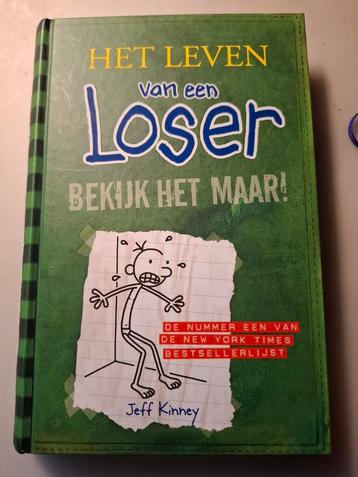 HET LEVEN
van een
Loser
BEKIJK HET MAAR!
DE NUMMER EEN VAN
DE NEW YORK TIMES
BESTSELLERLIJST
Jeff Kinney